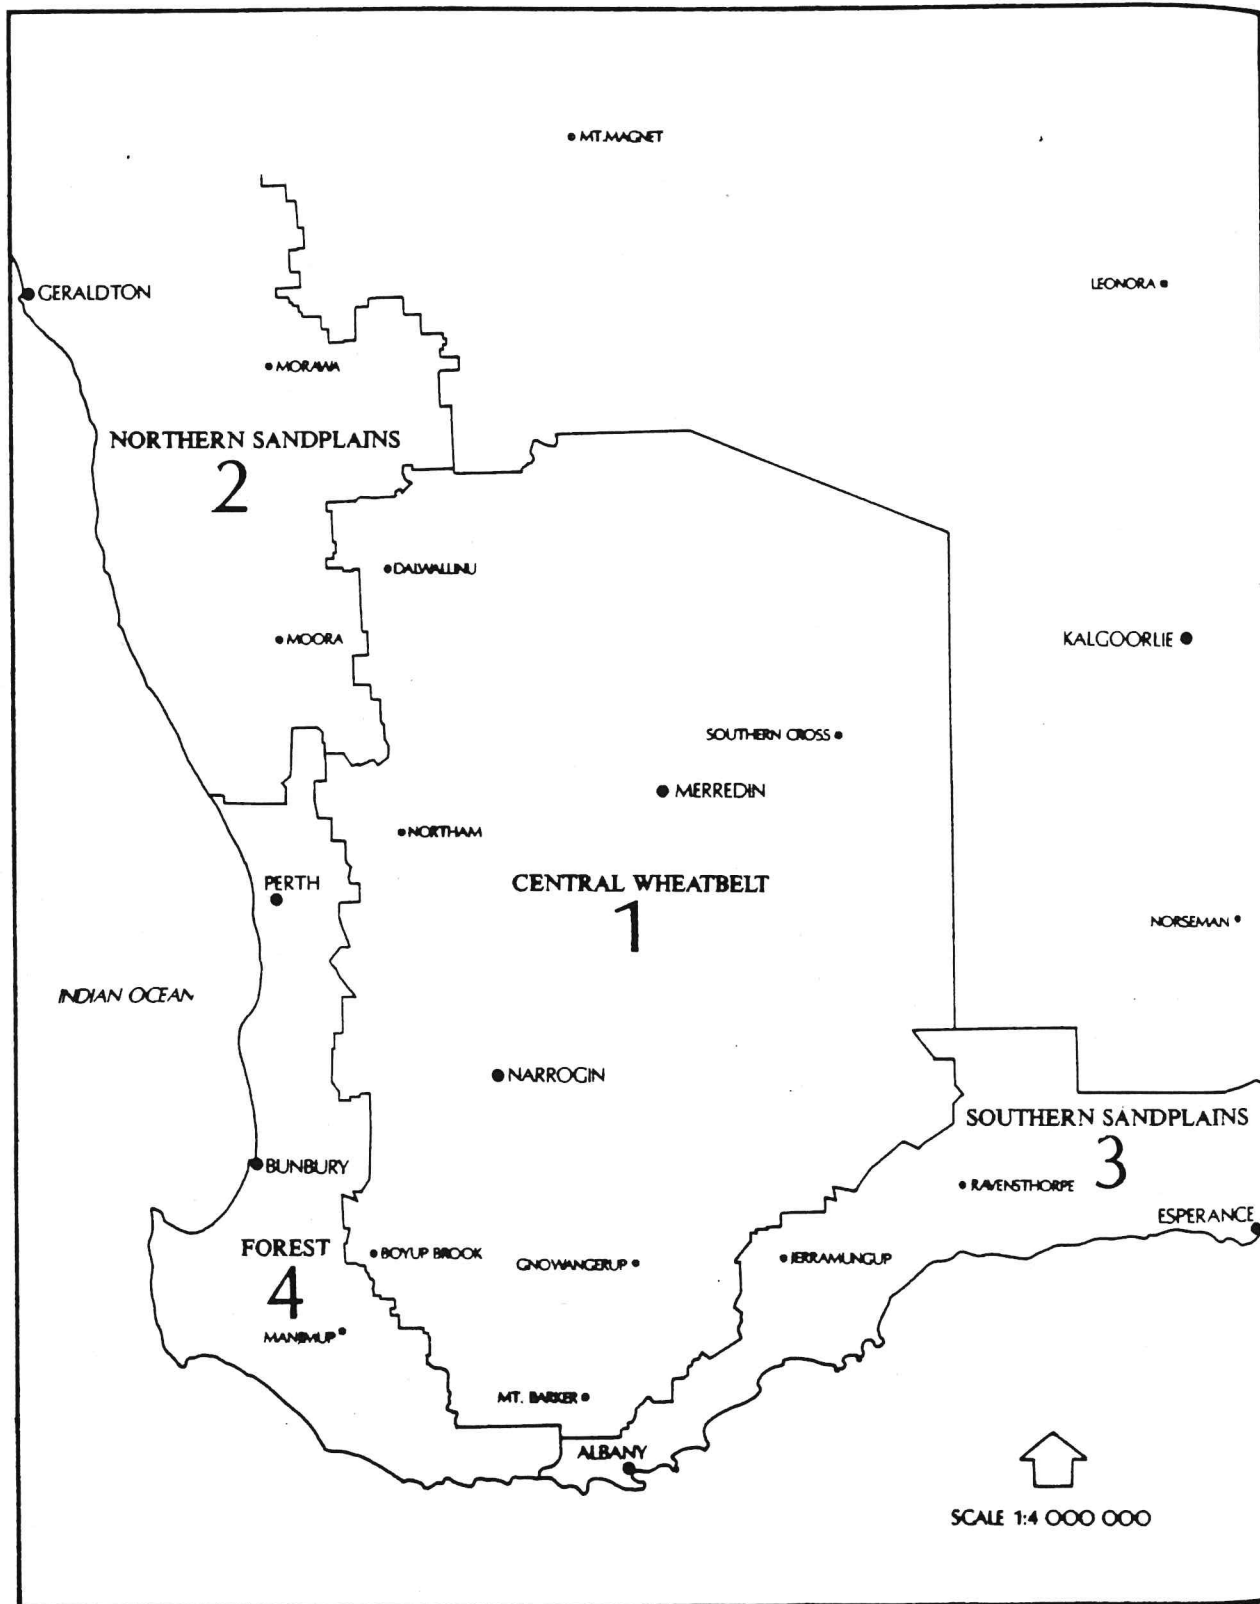 MT. MAGNET
GERALDTON
LEONORA
MORAWA
NORTHERN SANDPLAINS
2
DALWALLINU
MOORA
KALGOORLIE
SOUTHERN CROSS
MERREDIN
NORTHAM
PERTH
CENTRAL WHEATBELT
1
NORSEMAN
INDIAN OCEAN
NARROGIN
SOUTHERN SANDPLAINS
3
BUNBURY
RAVENSTHORPE
ESPERANCE
FOREST
4
BOYUP BROOK
GNOWANGERUP
JERRAMUNGUP
MANJIMUP
MT. BARKER
ALBANY
SCALE 1:4 000 000